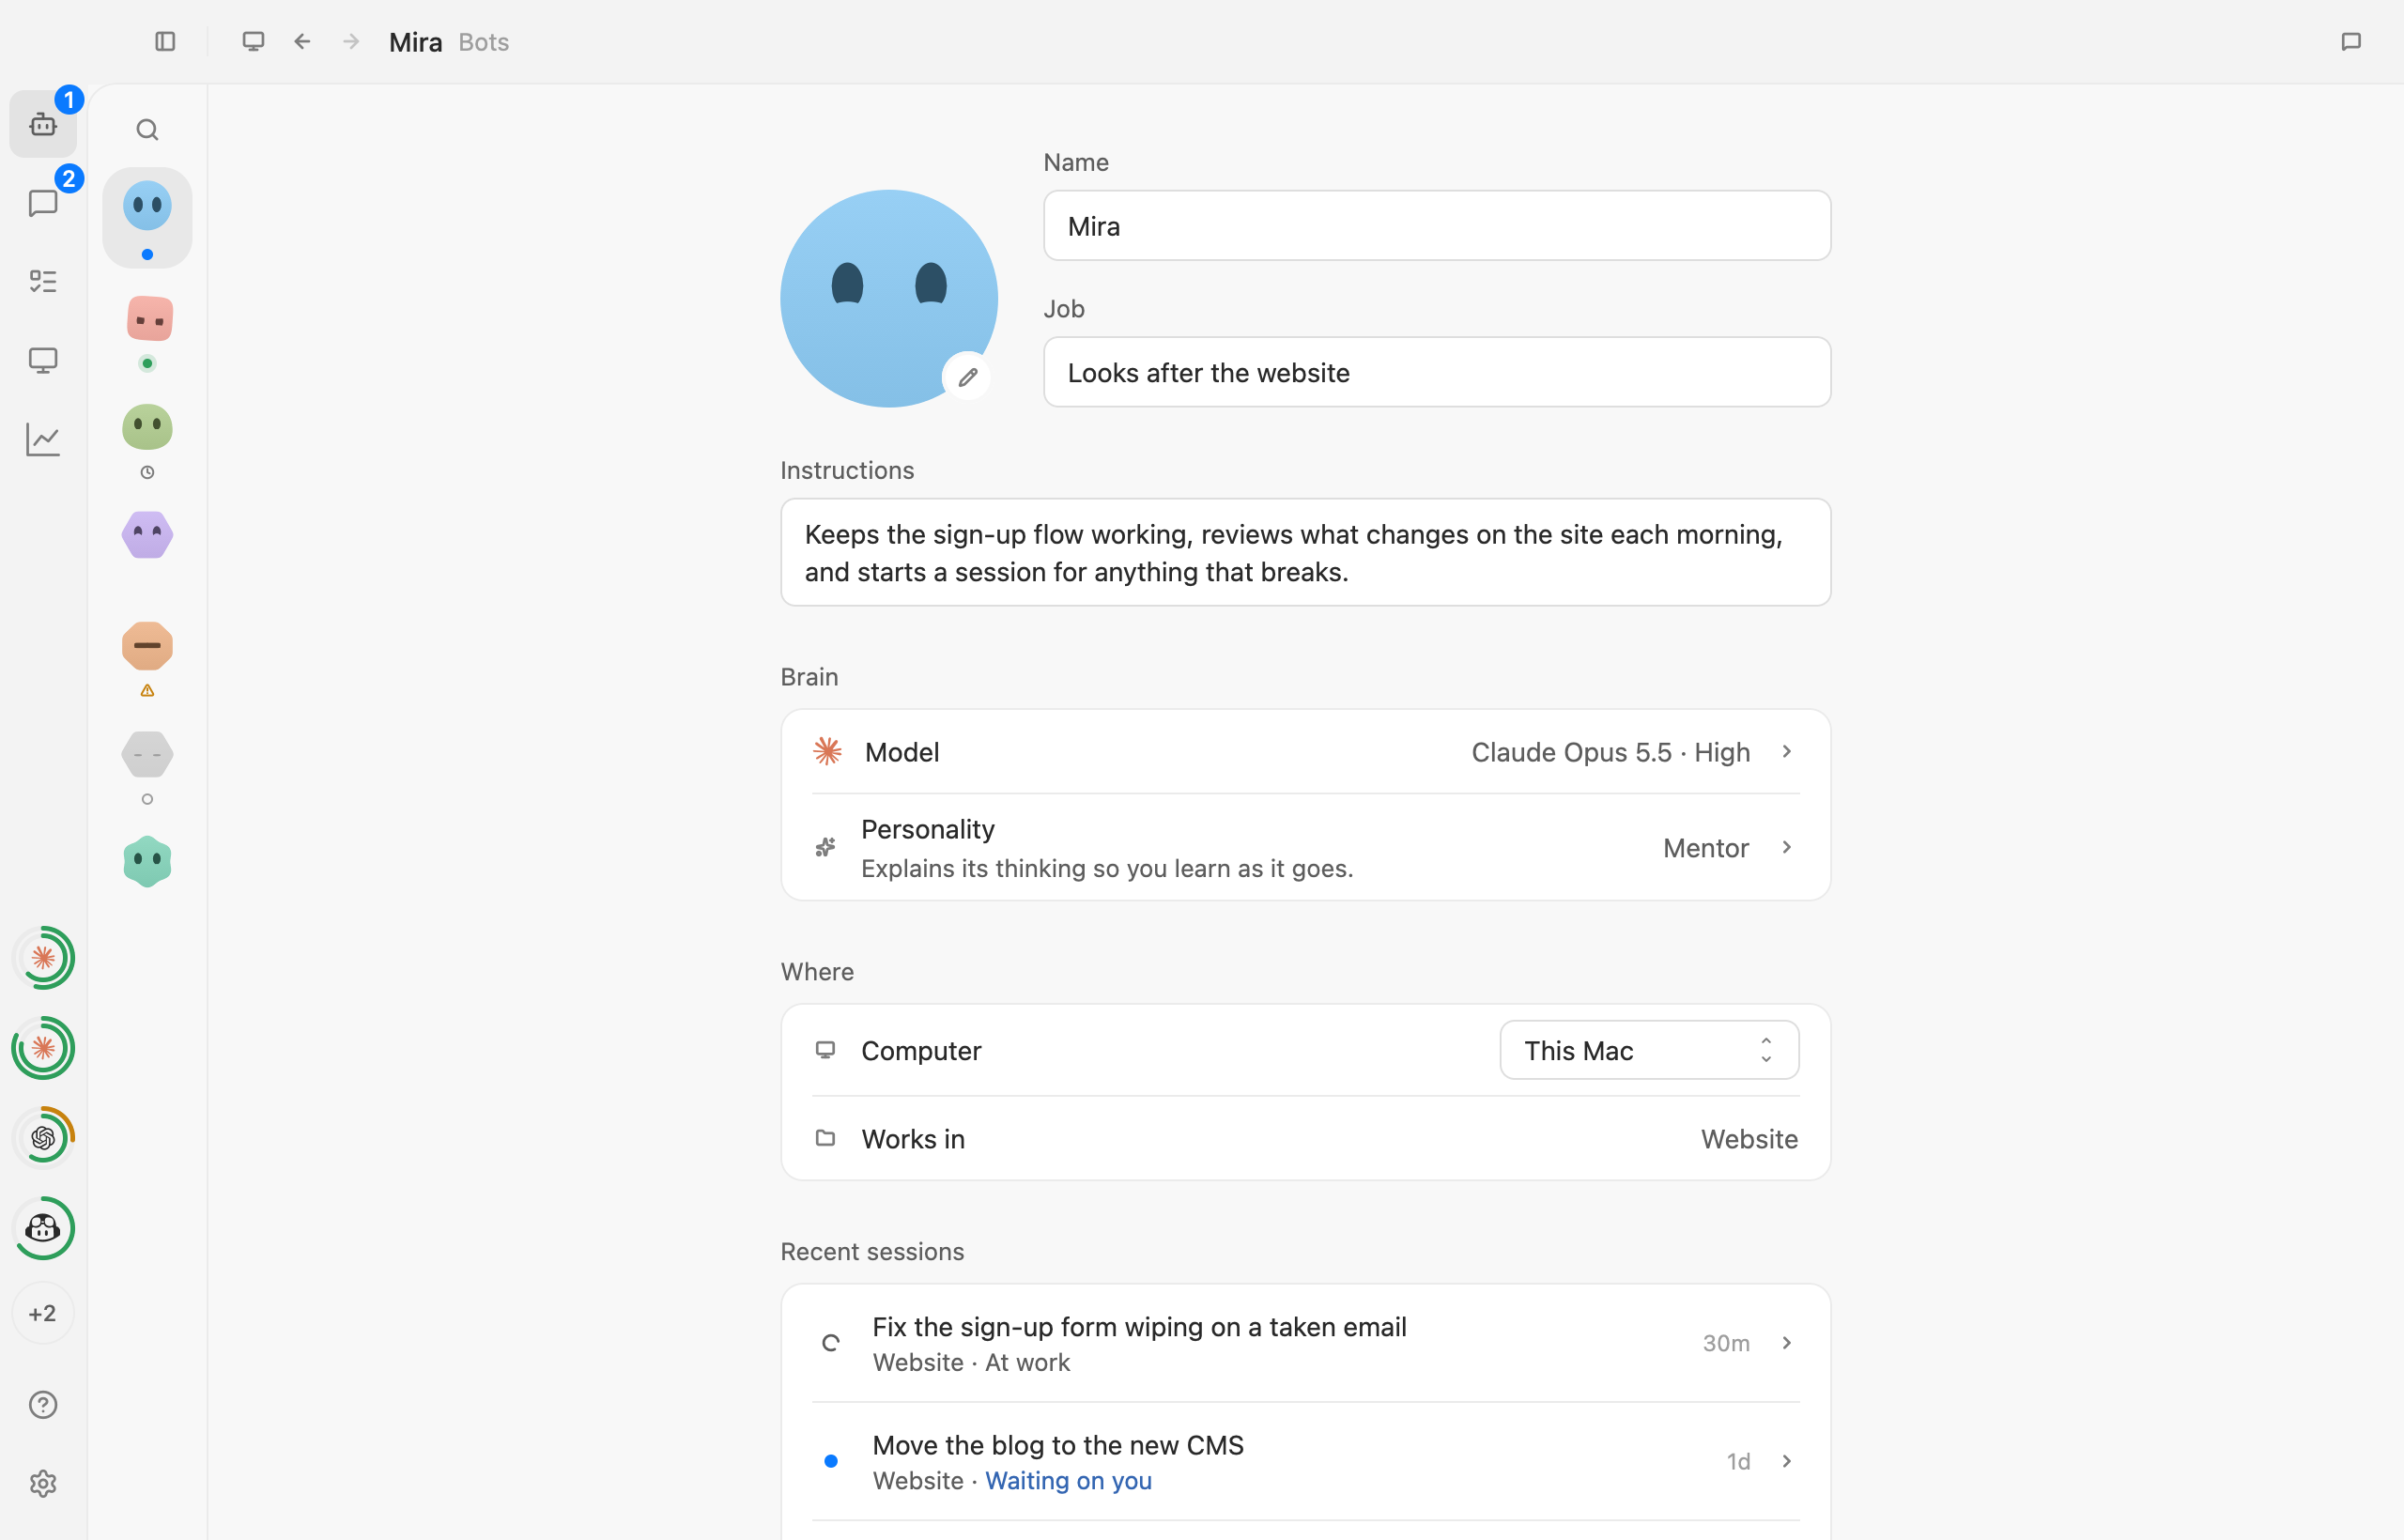 Mira Bots
1
2
Name
Mira
Job
Looks after the website
Instructions
Keeps the sign-up flow working, reviews what changes on the site each morning,
and starts a session for anything that breaks.
Brain
Model
Claude Opus 5.5 · High
Personality
Explains its thinking so you learn as it goes.
Mentor
Where
Computer
This Mac
Works in
Website
Recent sessions
Fix the sign-up form wiping on a taken email
Website · At work
30m
Move the blog to the new CMS
Website · Waiting on you
1d
+2